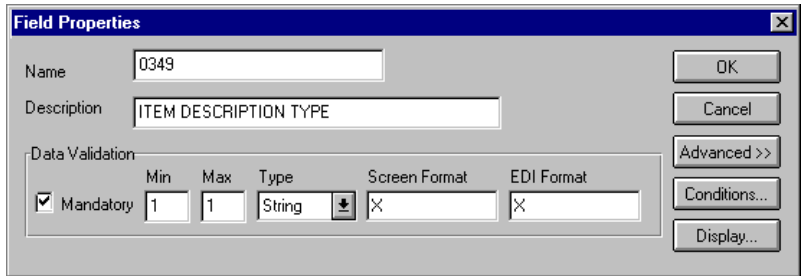 Field Properties
Name 0349 OK
Description ITEM DESCRIPTION TYPE Cancel
Data Validation Advanced >>
Min Max Type Screen Format EDI Format
Mandatory 1 1 String X X Conditions...
Display...